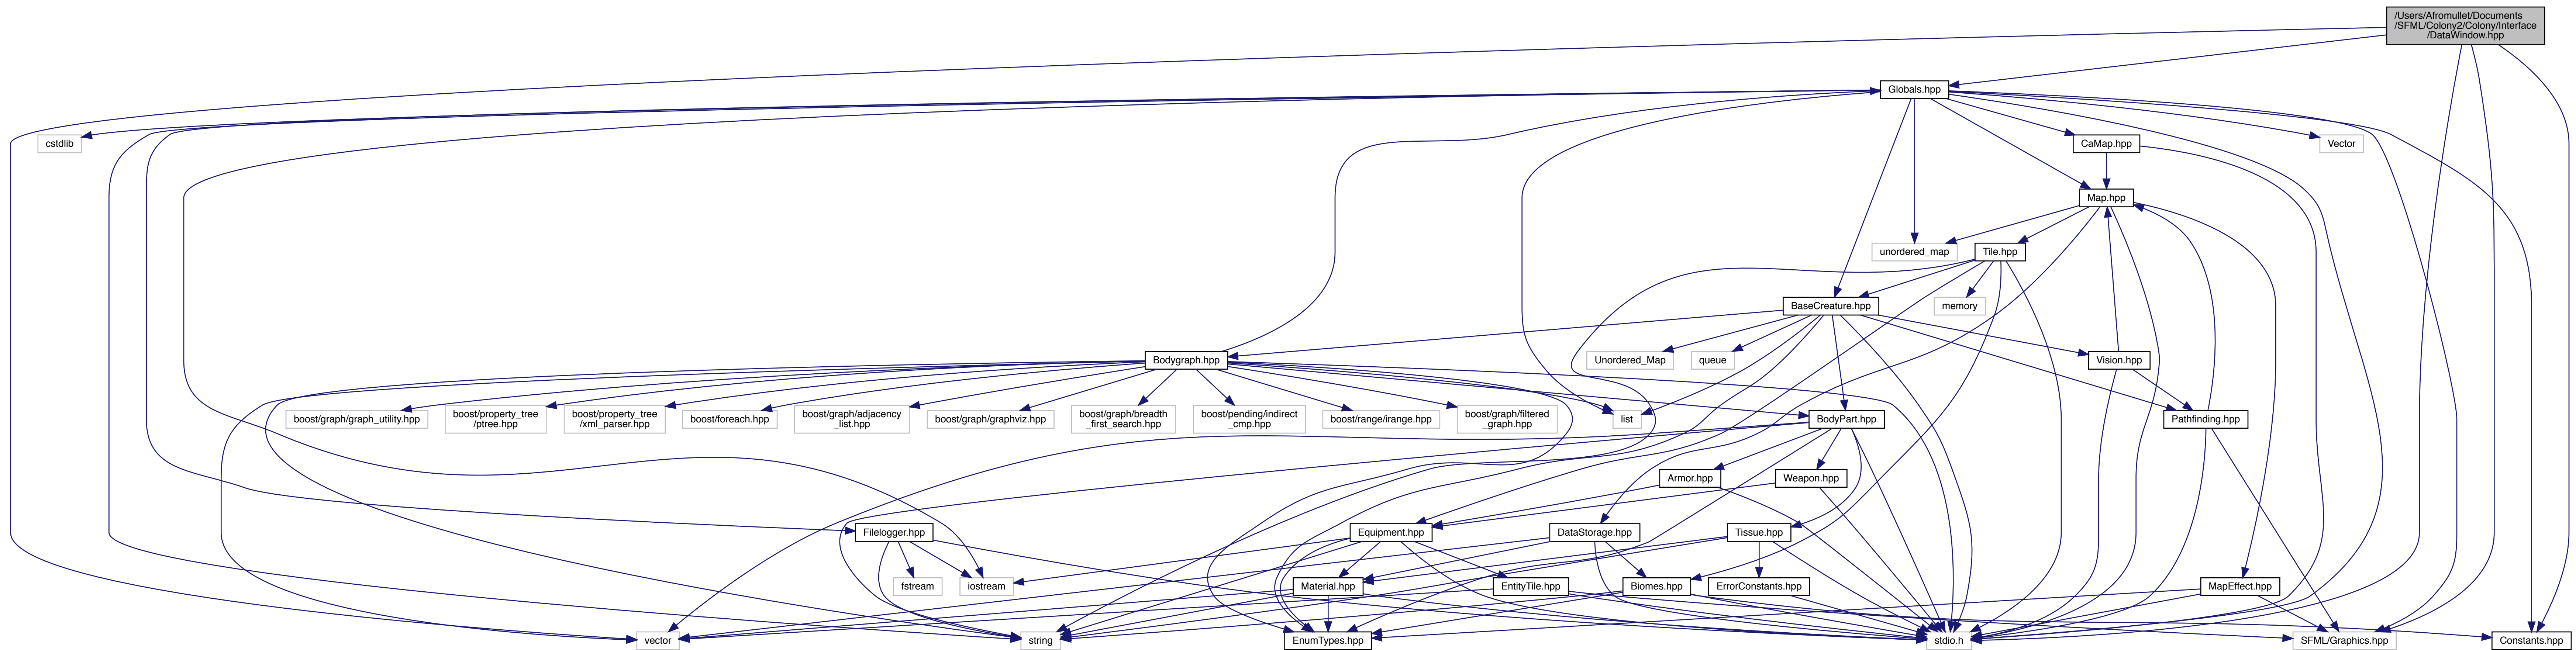 /Users/Afromullet/Documents
/SFML/Colony2/Colony/Interface
/DataWindow.hpp
Globals.hpp
cstdlib
CaMap.hpp
Vector
Map.hpp
unordered_map
Tile.hpp
BaseCreature.hpp
memory
Bodygraph.hpp
Unordered_Map
queue
Vision.hpp
boost/graph/graph_utility.hpp
boost/property_tree
/ptree.hpp
boost/property_tree
/xml_parser.hpp
boost/foreach.hpp
boost/graph/adjacency
_list.hpp
boost/graph/graphviz.hpp
boost/graph/breadth
_first_search.hpp
boost/pending/indirect
_cmp.hpp
boost/range/irange.hpp
boost/graph/filtered
_graph.hpp
list
BodyPart.hpp
Pathfinding.hpp
Armor.hpp
Weapon.hpp
Filelogger.hpp
Equipment.hpp
DataStorage.hpp
Tissue.hpp
fstream
iostream
Material.hpp
EntityTile.hpp
Biomes.hpp
ErrorConstants.hpp
MapEffect.hpp
vector
string
EnumTypes.hpp
stdio.h
SFML/Graphics.hpp
Constants.hpp